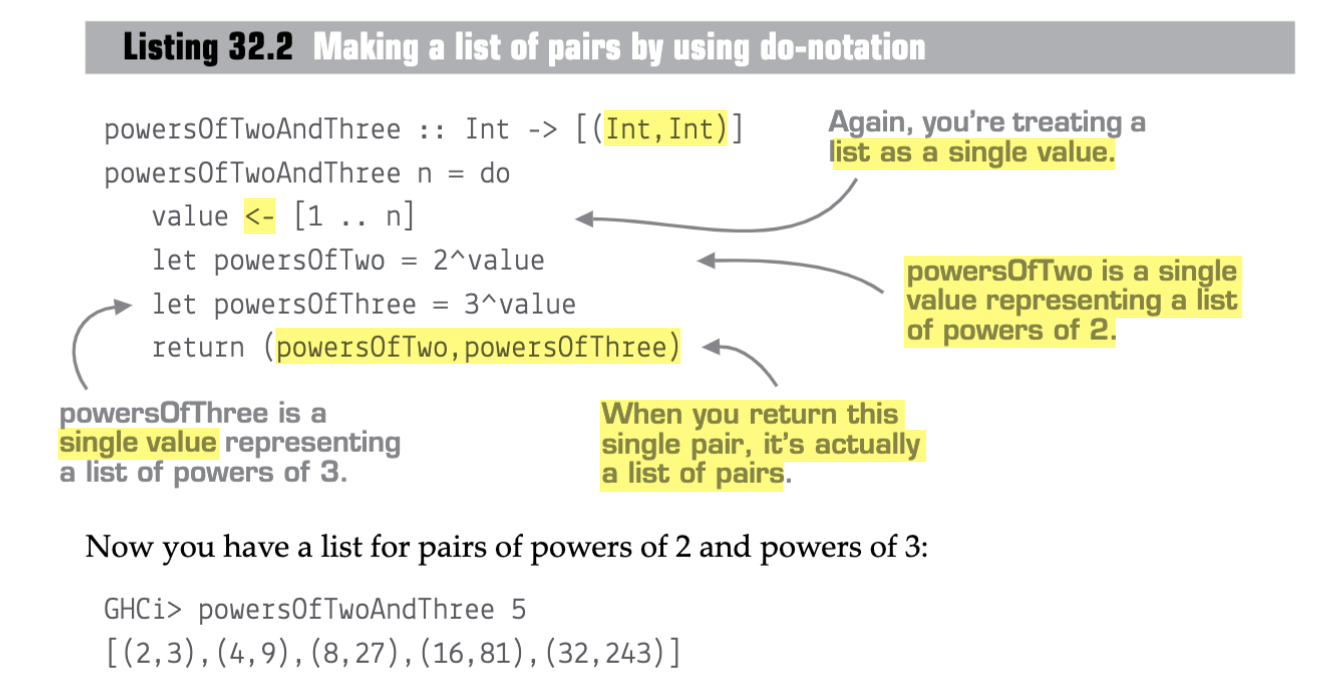 Listing 32.2 Making a list of pairs by using do-notation
powersOfTwoAndThree :: Int -> [(Int,Int)]
powersOfTwoAndThree n = do
value <- [1 .. n]
let powersOfTwo = 2^value
let powersOfThree = 3^value
return (powersOfTwo,powersOfThree)
Again, you're treating a
list as a single value.
powersOfTwo is a single
value representing a list
of powers of 2.
powersOfThree is a
single value representing
a list of powers of 3.
When you return this
single pair, it's actually
a list of pairs.
Now you have a list for pairs of powers of 2 and powers of 3:
GHCi> powersOfTwoAndThree 5
[(2,3),(4,9),(8,27),(16,81),(32,243)]